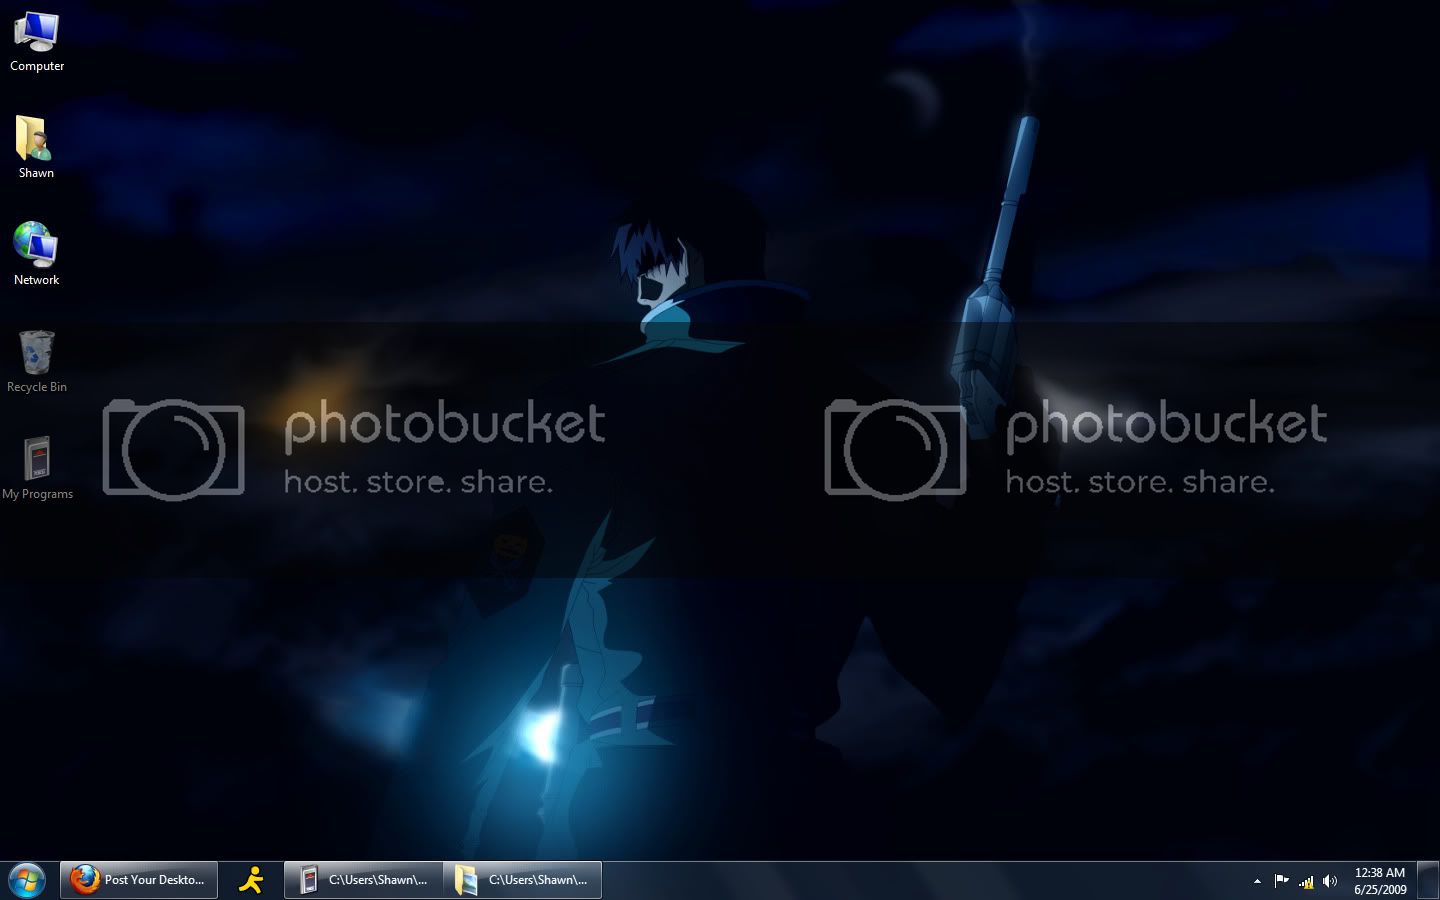 Computer
Shawn
Network
Recycle Bin
My Programs
photobucket
host. store. share.
photobucket
host. store. share.
Post Your Deskto...
C:\Users\Shawn\...
C:\Users\Shawn\...
12:38 AM
6/25/2009